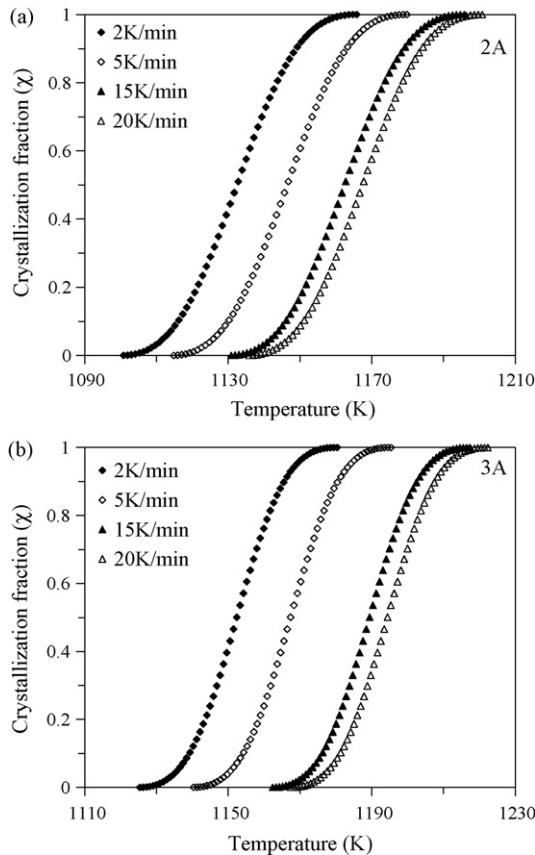 (a)
2A
2K/min
5K/min
15K/min
20K/min
Crystallization fraction (χ)
1
0.8
0.6
0.4
0.2
0
1090 1130 1170 1210
Temperature (K)
(b)
3A
2K/min
5K/min
15K/min
20K/min
Crystallization fraction (χ)
1
0.8
0.6
0.4
0.2
0
1110 1150 1190 1230
Temperature (K)